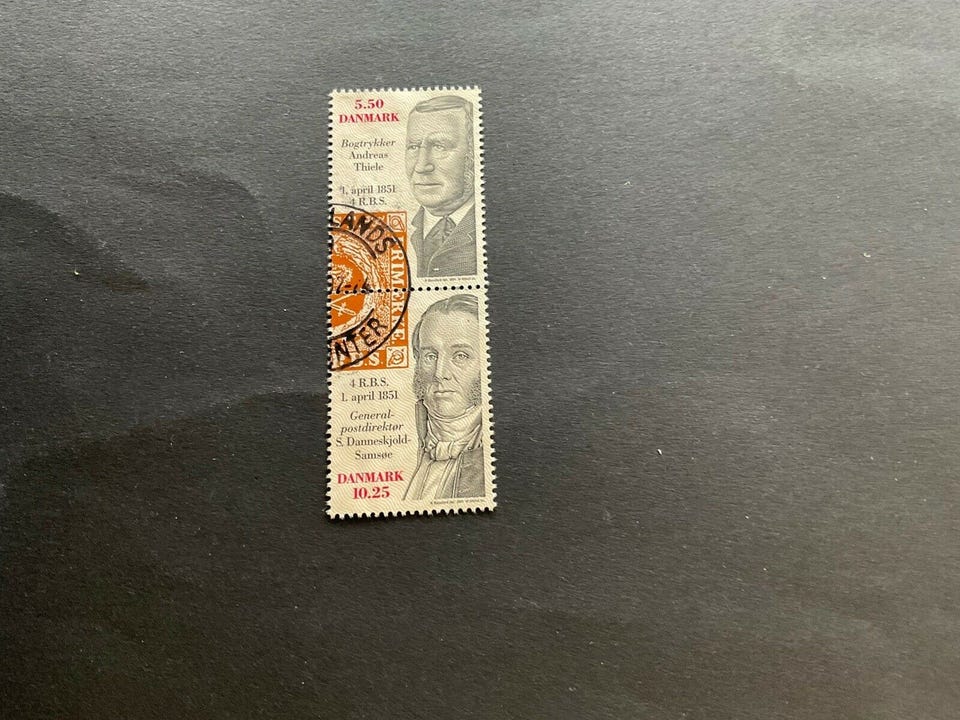 5.50
DANMARK
Bogtrykker
Andreas
Thiele
1. april 1851
4 R.B.S.
LANDS
FRIMERKE.
NTER
S.
4 R.B.S.
1. april 1851
General-
postdirektør
S. Danneskjold-
Samsøe
DANMARK
10.25